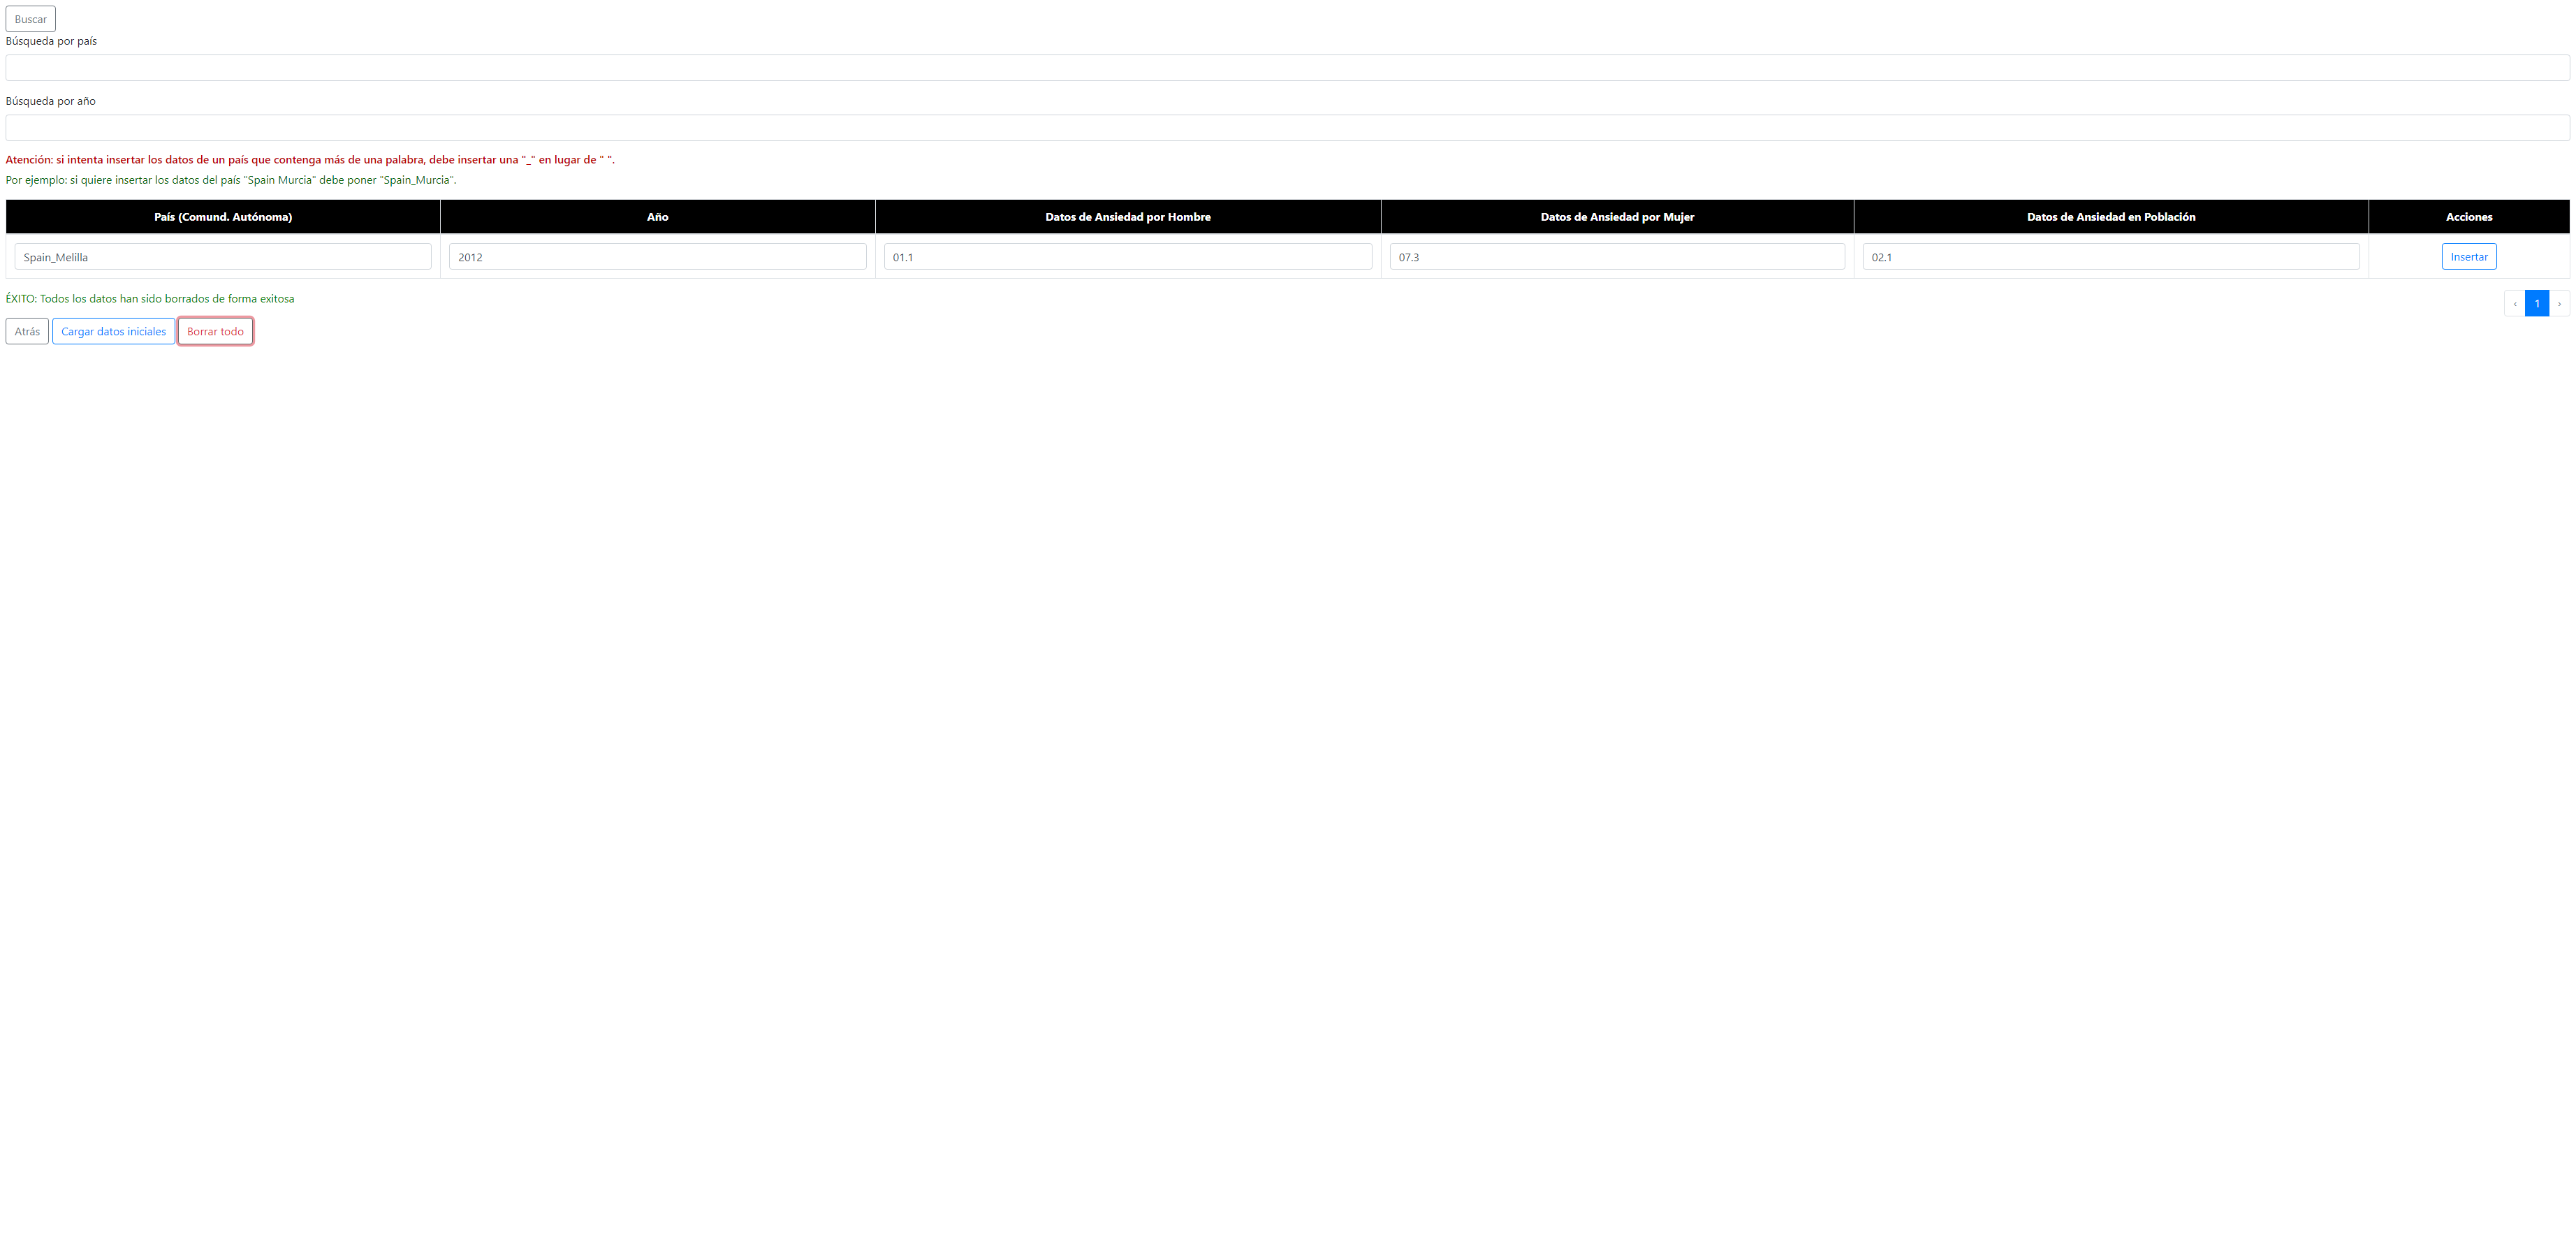 Buscar
Búsqueda por país
Búsqueda por año
Atención: si intenta insertar los datos de un país que contenga más de una palabra, debe insertar una "_" en lugar de " ".
Por ejemplo: si quiere insertar los datos del país "Spain Murcia" debe poner "Spain_Murcia".
País (Comund. Autónoma) Año Datos de Ansiedad por Hombre Datos de Ansiedad por Mujer Datos de Ansiedad en Población Acciones
Spain_Melilla 2012 01.1 07.3 02.1 Insertar
ÉXITO: Todos los datos han sido borrados de forma exitosa ‹ 1 ›
Atrás Cargar datos iniciales Borrar todo